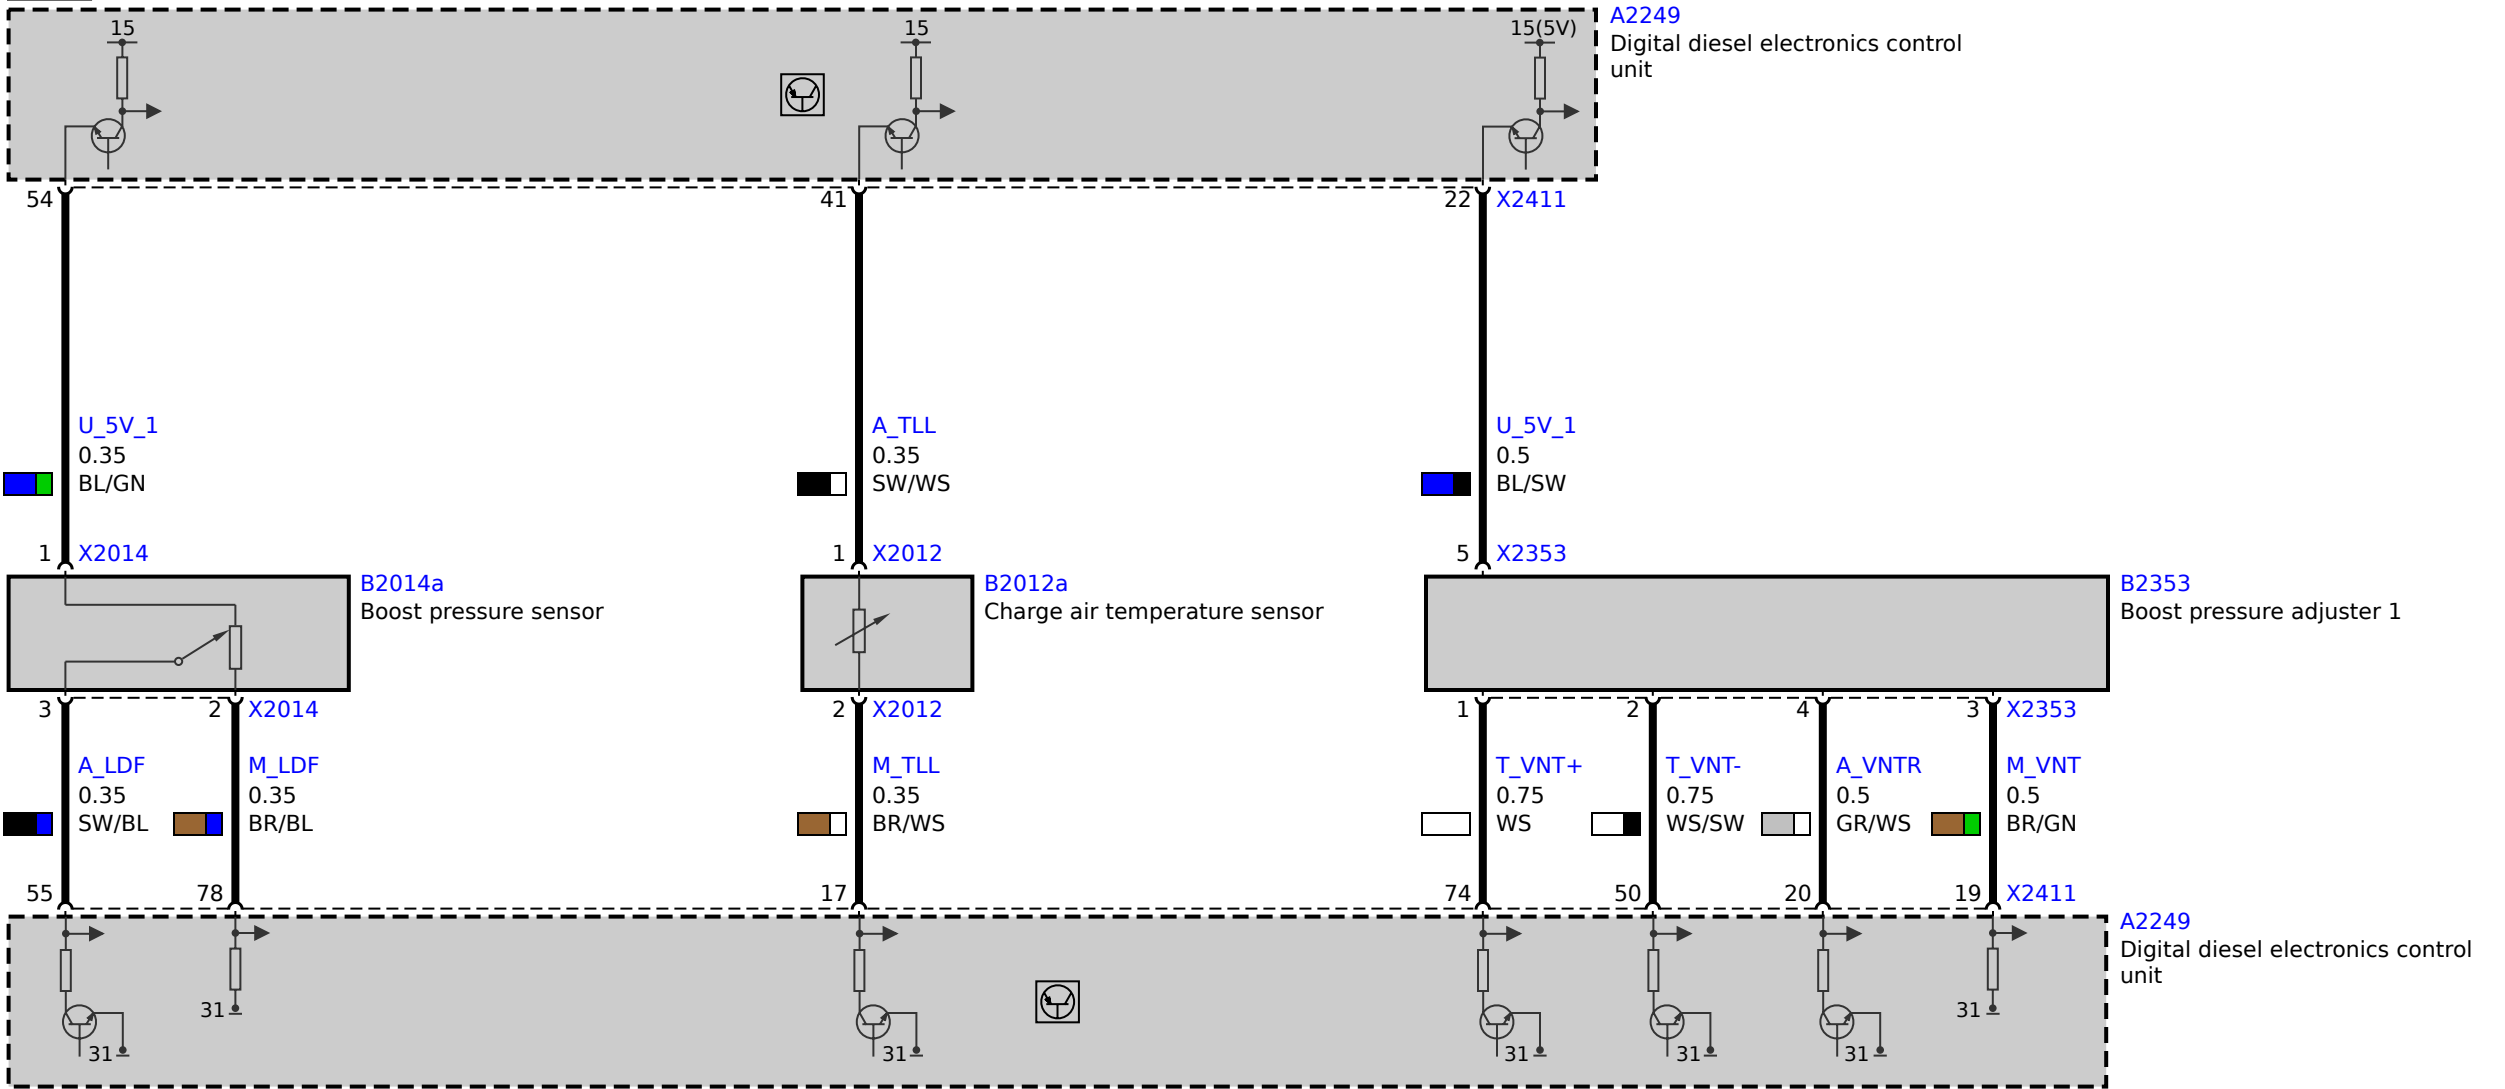 15
15
15(5V)
A2249
Digital diesel electronics control
unit
54
41
22
X2411
U_5V_1
0.35
BL/GN
A_TLL
0.35
SW/WS
U_5V_1
0.5
BL/SW
1
X2014
1
X2012
5
X2353
B2014a
Boost pressure sensor
B2012a
Charge air temperature sensor
B2353
Boost pressure adjuster 1
3
2
X2014
2
X2012
1
2
4
3
X2353
A_LDF
0.35
SW/BL
M_LDF
0.35
BR/BL
M_TLL
0.35
BR/WS
T_VNT+
0.75
WS
T_VNT-
0.75
WS/SW
A_VNTR
0.5
GR/WS
M_VNT
0.5
BR/GN
55
78
17
74
50
20
19
X2411
A2249
Digital diesel electronics control
unit
31
31
31
31
31
31
31